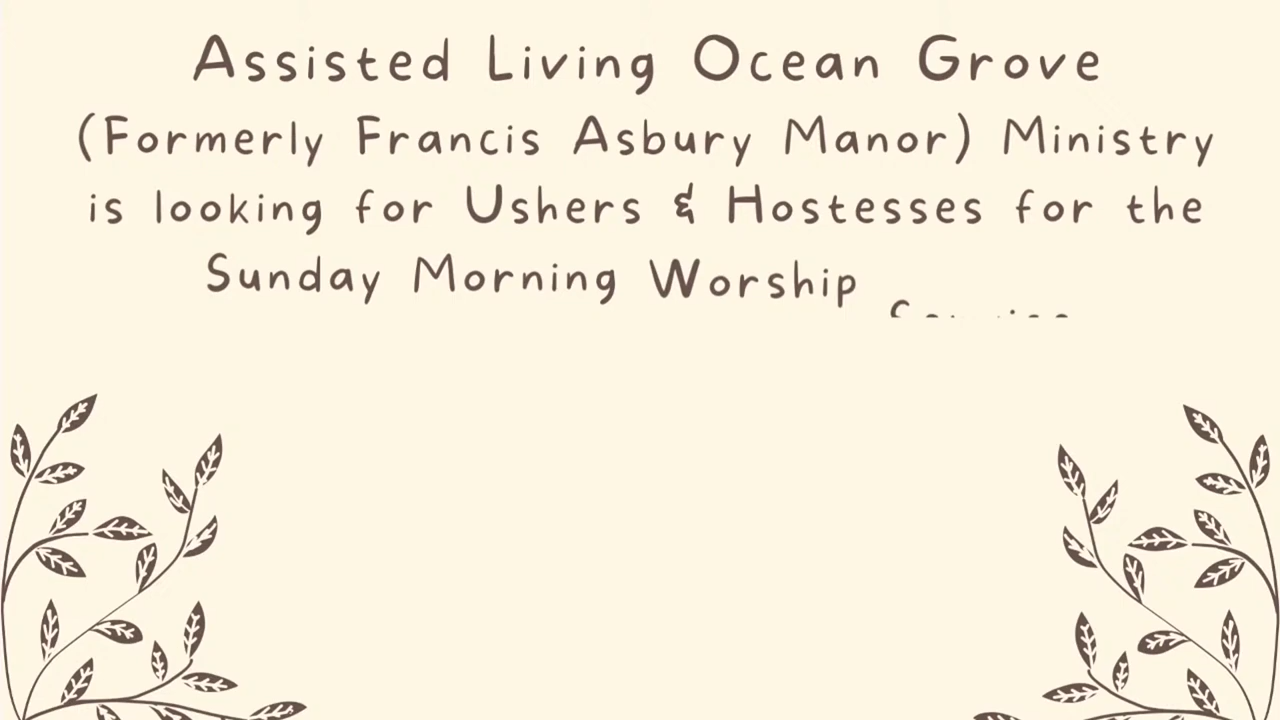 Assisted Living Ocean Grove
(Formerly Francis Asbury Manor) Ministry
is looking for Ushers & Hostesses for the
Sunday Morning Worship